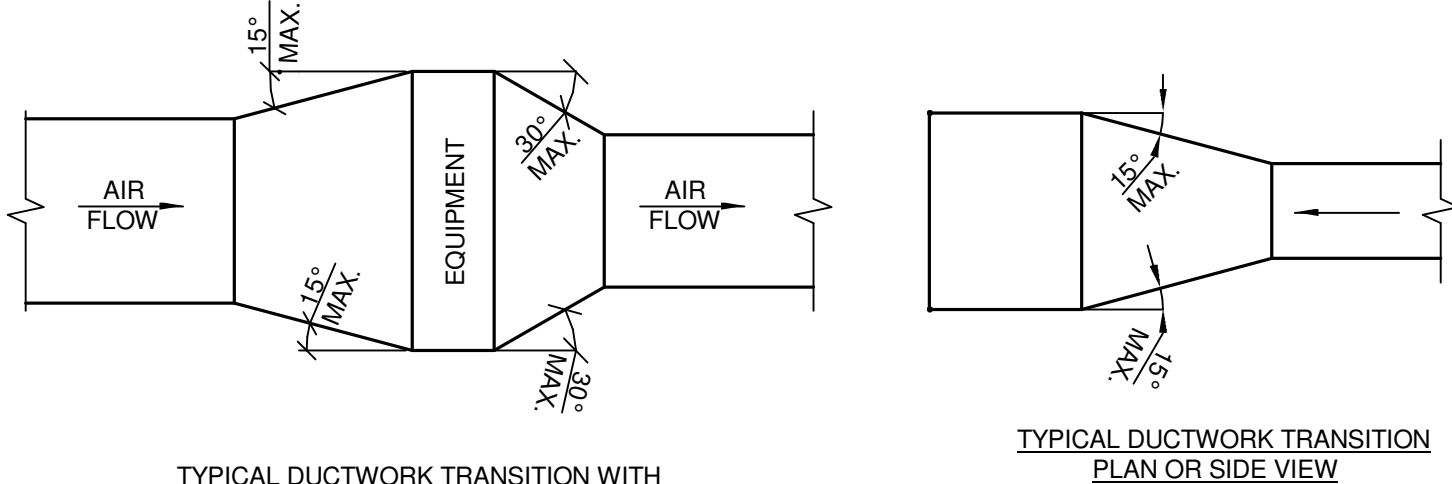 15°
MAX.
AIR
FLOW
15°
MAX.
EQUIPMENT
30°
MAX.
30°
MAX.
AIR
FLOW
TYPICAL DUCTWORK TRANSITION WITH
15°
MAX.
15°
MAX.
TYPICAL DUCTWORK TRANSITION
PLAN OR SIDE VIEW